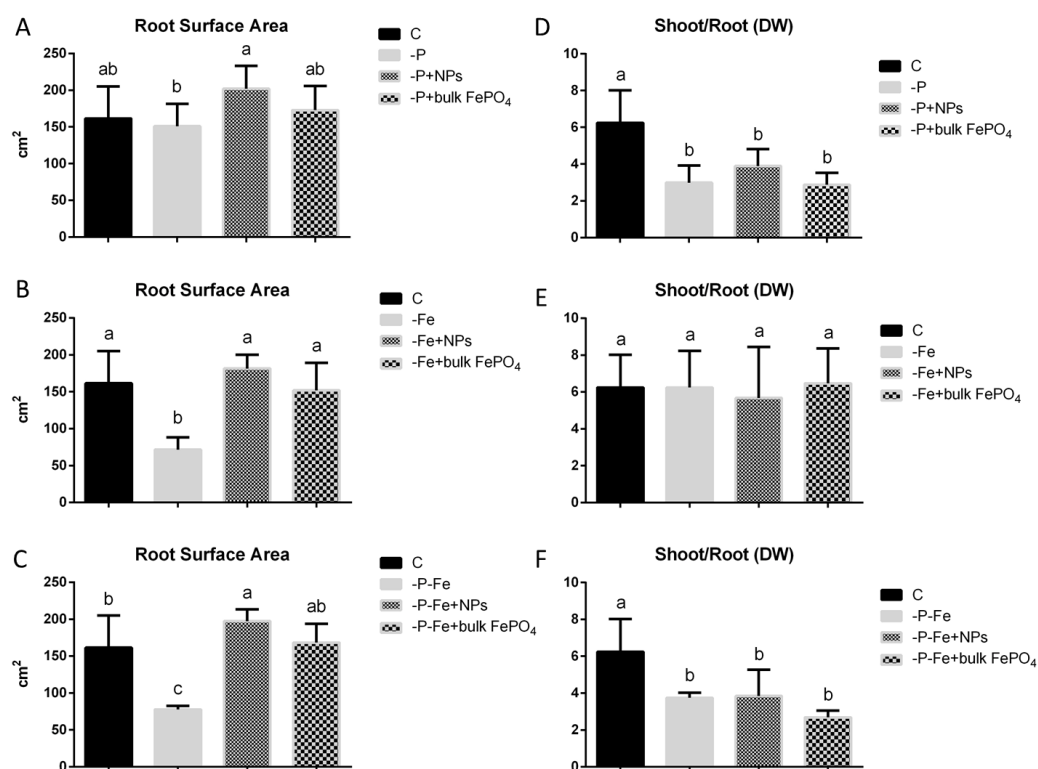 A
Root Surface Area
250
200
150
100
50
0
cm²
ab
b
a
ab
C
-P
-P+NPs
-P+bulk FePO₄
D
Shoot/Root (DW)
10
8
6
4
2
0
a
b
b
b
C
-P
-P+NPs
-P+bulk FePO₄
B
Root Surface Area
250
200
150
100
50
0
cm²
a
b
a
a
C
-Fe
-Fe+NPs
-Fe+bulk FePO₄
E
Shoot/Root (DW)
10
8
6
4
2
0
a
a
a
a
C
-Fe
-Fe+NPs
-Fe+bulk FePO₄
C
Root Surface Area
250
200
150
100
50
0
cm²
b
c
a
ab
C
-P-Fe
-P-Fe+NPs
-P-Fe+bulk FePO₄
F
Shoot/Root (DW)
10
8
6
4
2
0
a
b
b
b
C
-P-Fe
-P-Fe+NPs
-P-Fe+bulk FePO₄